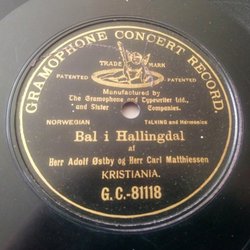 GRAMOPHONE CONCERT RECORD.
TRADE MARK
PATENTED PATENTED
Manufactured by
The Gramophone and Typewriter Ltd.,
and Sister Companies.
NORWEGIAN TALKING and Harmonica
Bal i Hallingdal
af
Herr Adolf Østby og Herr Carl Matthiessen
KRISTIANIA.
G.C.-81118